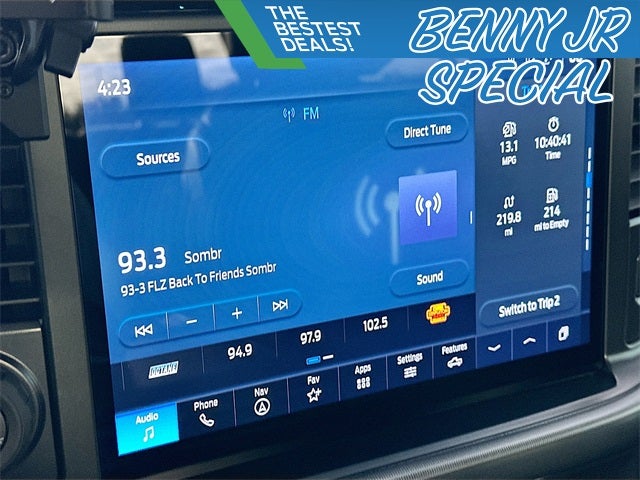 THE
BESTEST
DEALS!
BENNY JR
SPECIAL
4:23
FM
Sources
Direct Tune
93.3 Sombr
93-3 FLZ Back To Friends Sombr
Sound
13.1
MPG
10:40:41
Time
219.8
mi
214
mi to Empty
Switch to Trip 2
OCTANE
94.9
97.9
102.5
Audio
Phone
Nav
Fav
Apps
Settings
Features